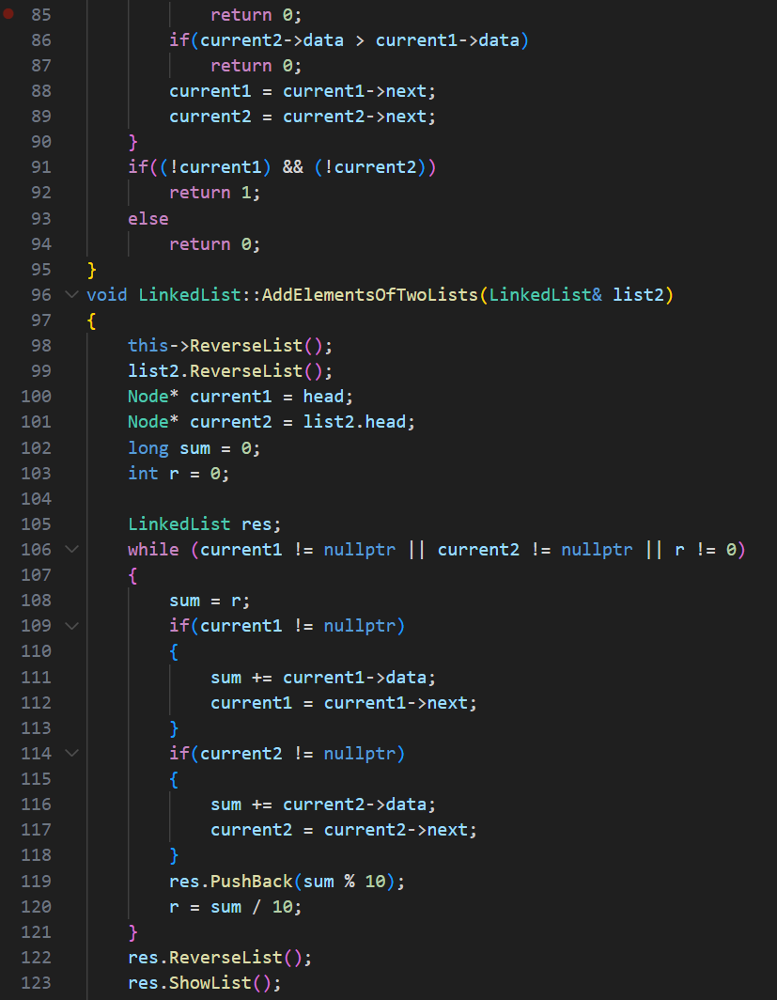 85 return 0;
86 if(current2->data > current1->data)
87 return 0;
88 current1 = current1->next;
89 current2 = current2->next;
90 }
91 if((!current1) && (!current2))
92 return 1;
93 else
94 return 0;
95 }
96 void LinkedList::AddElementsOfTwoLists(LinkedList& list2)
97 {
98 this->ReverseList();
99 list2.ReverseList();
100 Node* current1 = head;
101 Node* current2 = list2.head;
102 long sum = 0;
103 int r = 0;
104
105 LinkedList res;
106 while (current1 != nullptr || current2 != nullptr || r != 0)
107 {
108 sum = r;
109 if(current1 != nullptr)
110 {
111 sum += current1->data;
112 current1 = current1->next;
113 }
114 if(current2 != nullptr)
115 {
116 sum += current2->data;
117 current2 = current2->next;
118 }
119 res.PushBack(sum % 10);
120 r = sum / 10;
121 }
122 res.ReverseList();
123 res.ShowList();